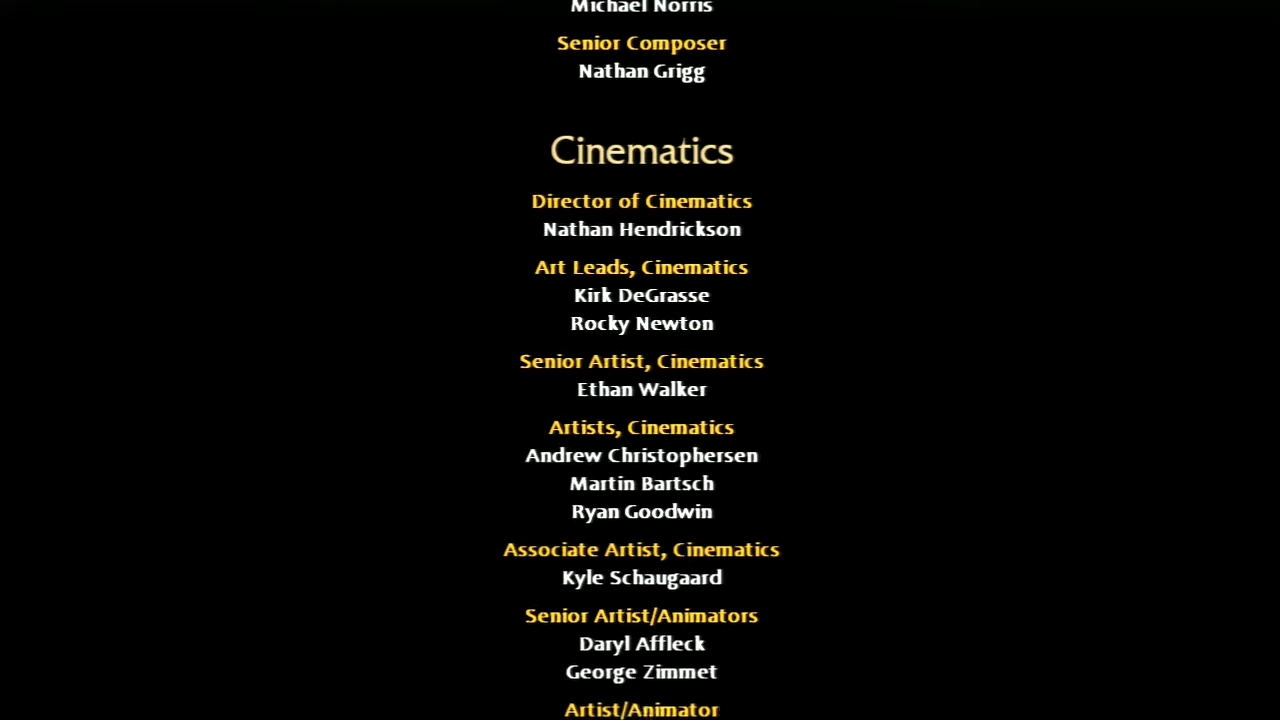 Michael Norris
Senior Composer
Nathan Grigg
Cinematics
Director of Cinematics
Nathan Hendrickson
Art Leads, Cinematics
Kirk DeGrasse
Rocky Newton
Senior Artist, Cinematics
Ethan Walker
Artists, Cinematics
Andrew Christophersen
Martin Bartsch
Ryan Goodwin
Associate Artist, Cinematics
Kyle Schaugaard
Senior Artist/Animators
Daryl Affleck
George Zimmet
Artist/Animator